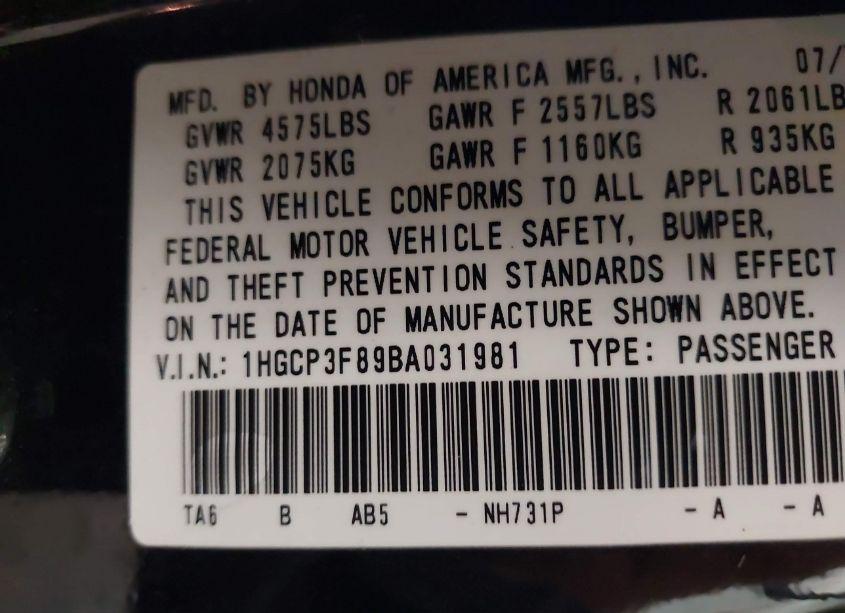 MFD. BY HONDA OF AMERICA MFG., INC. 07/
GVWR 4575LBS GAWR F 2557LBS R 2061LB
GVWR 2075KG GAWR F 1160KG R 935KG
THIS VEHICLE CONFORMS TO ALL APPLICABLE
FEDERAL MOTOR VEHICLE SAFETY, BUMPER,
AND THEFT PREVENTION STANDARDS IN EFFECT
ON THE DATE OF MANUFACTURE SHOWN ABOVE.
V.I.N.: 1HGCP3F89BA031981 TYPE: PASSENGER
TA6 B AB5 - NH731P - A - A